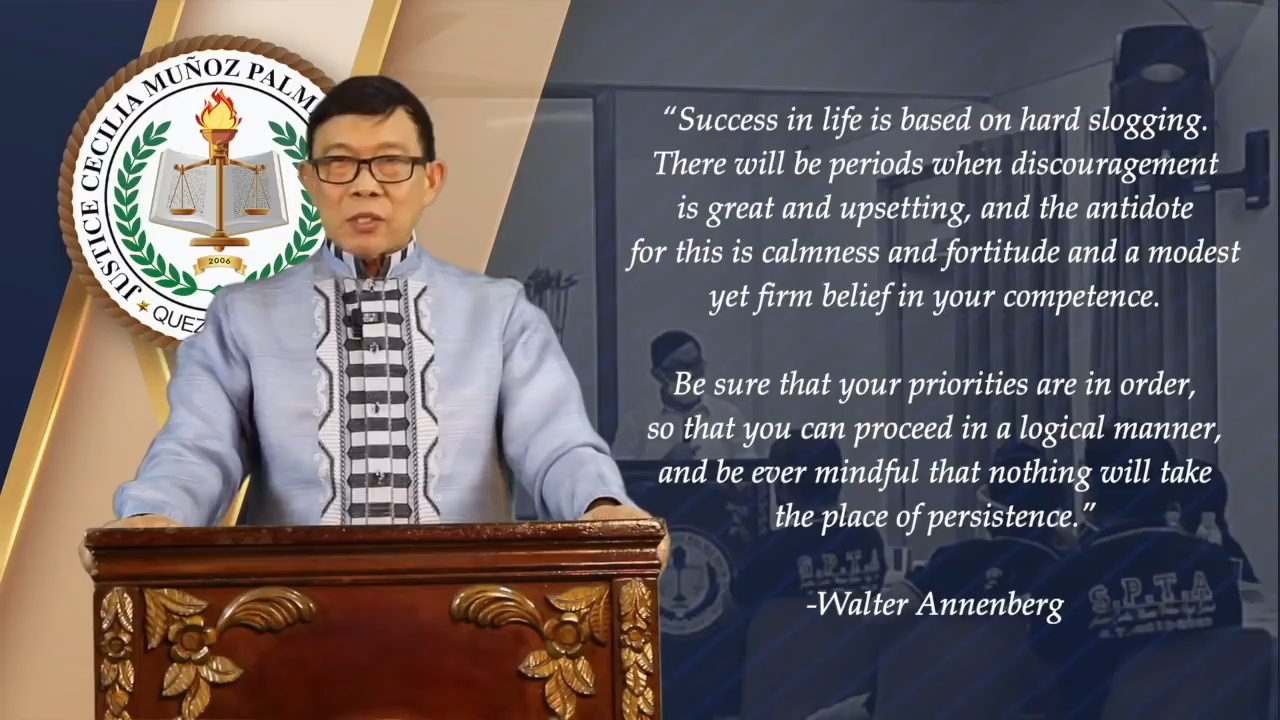 JUSTICE CECILIA MUÑOZ PALM
2006
QUEZ
“Success in life is based on hard slogging.
There will be periods when discouragement
is great and upsetting, and the antidote
for this is calmness and fortitude and a modest
yet firm belief in your competence.
Be sure that your priorities are in order,
so that you can proceed in a logical manner,
and be ever mindful that nothing will take
the place of persistence.”
-Walter Annenberg
S.P.T.A
S.P.T.A